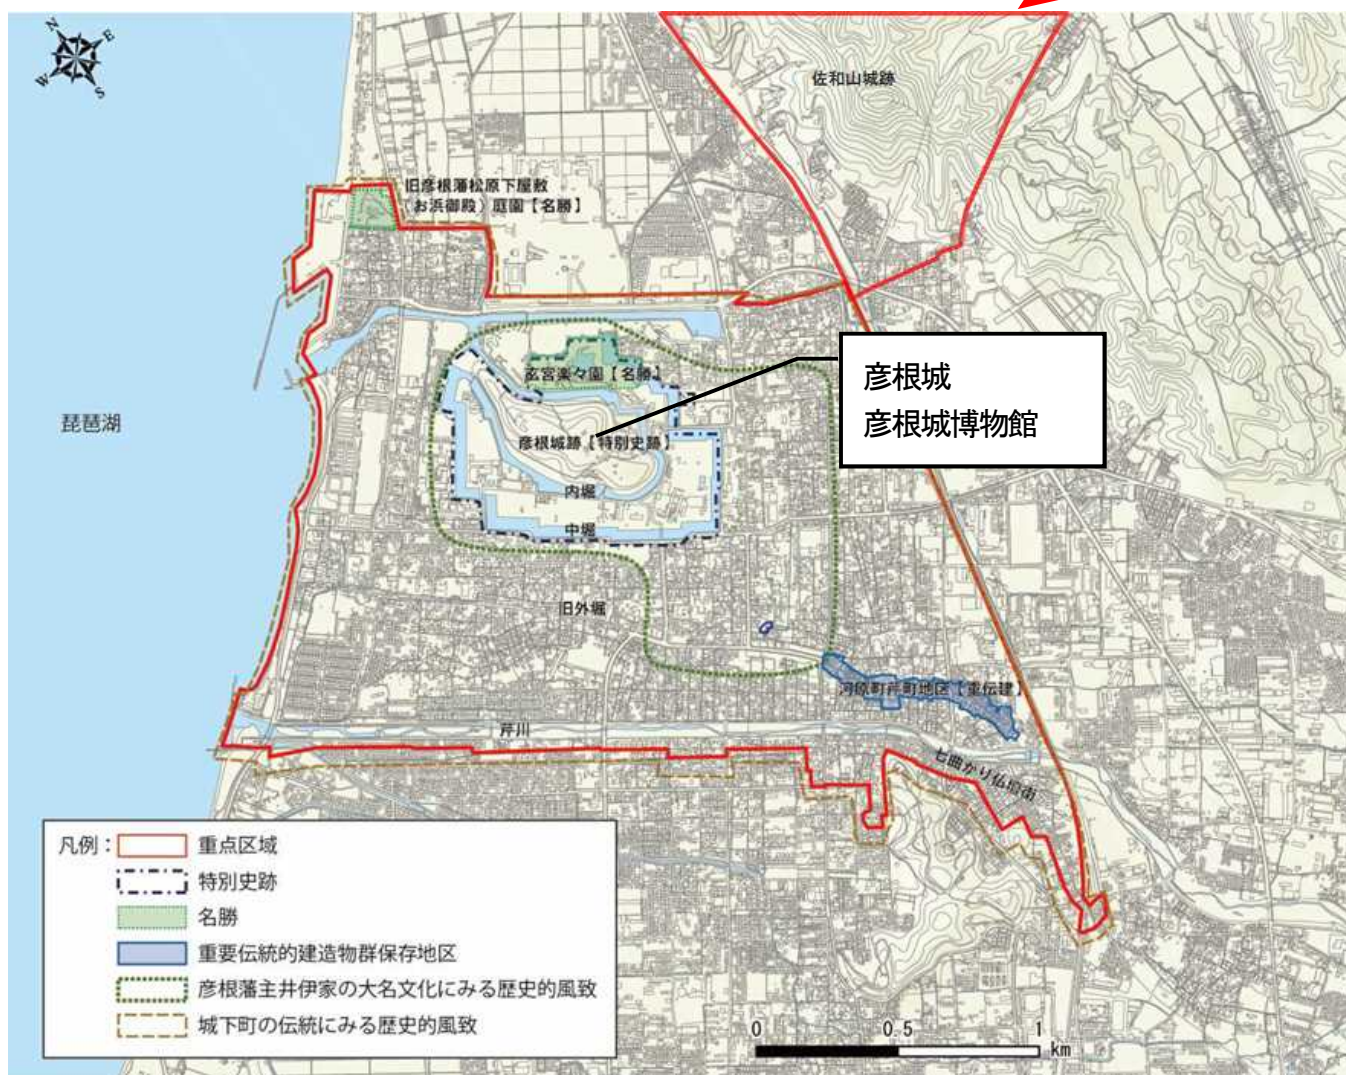 N
E
W
S
佐和山城跡
旧彦根藩松原下屋敷
(お浜御殿)庭園【名勝】
玄宮楽々園【名勝】
彦根城
彦根城博物館
琵琶湖
彦根城跡【特別史跡】
内堀
中堀
旧外堀
河原町芹町地区【重伝建】
芹川
七曲がり仏壇街
凡例:
重点区域
特別史跡
名勝
重要伝統的建造物群保存地区
彦根藩主井伊家の大名文化にみる歴史的風致
城下町の伝統にみる歴史的風致
0 0.5 1
km